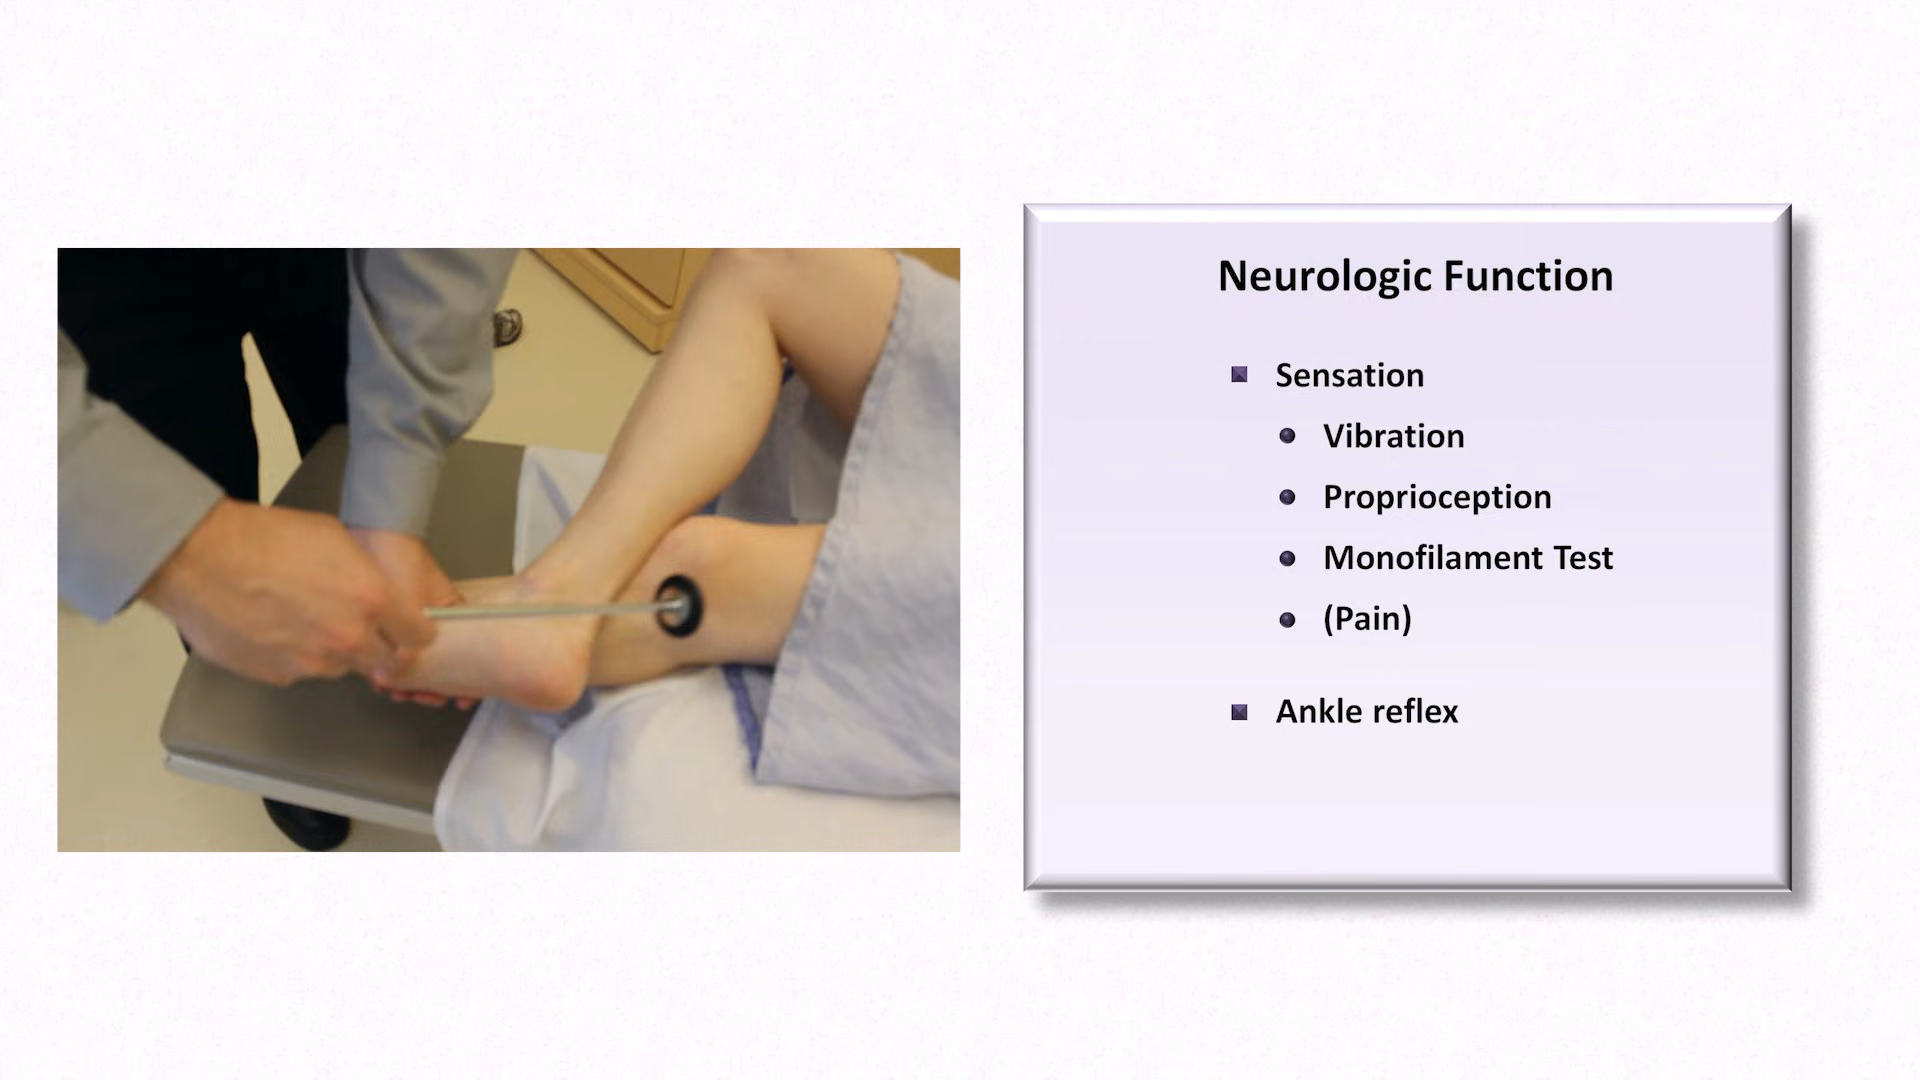 Neurologic Function
Sensation
Vibration
Proprioception
Monofilament Test
(Pain)
Ankle reflex